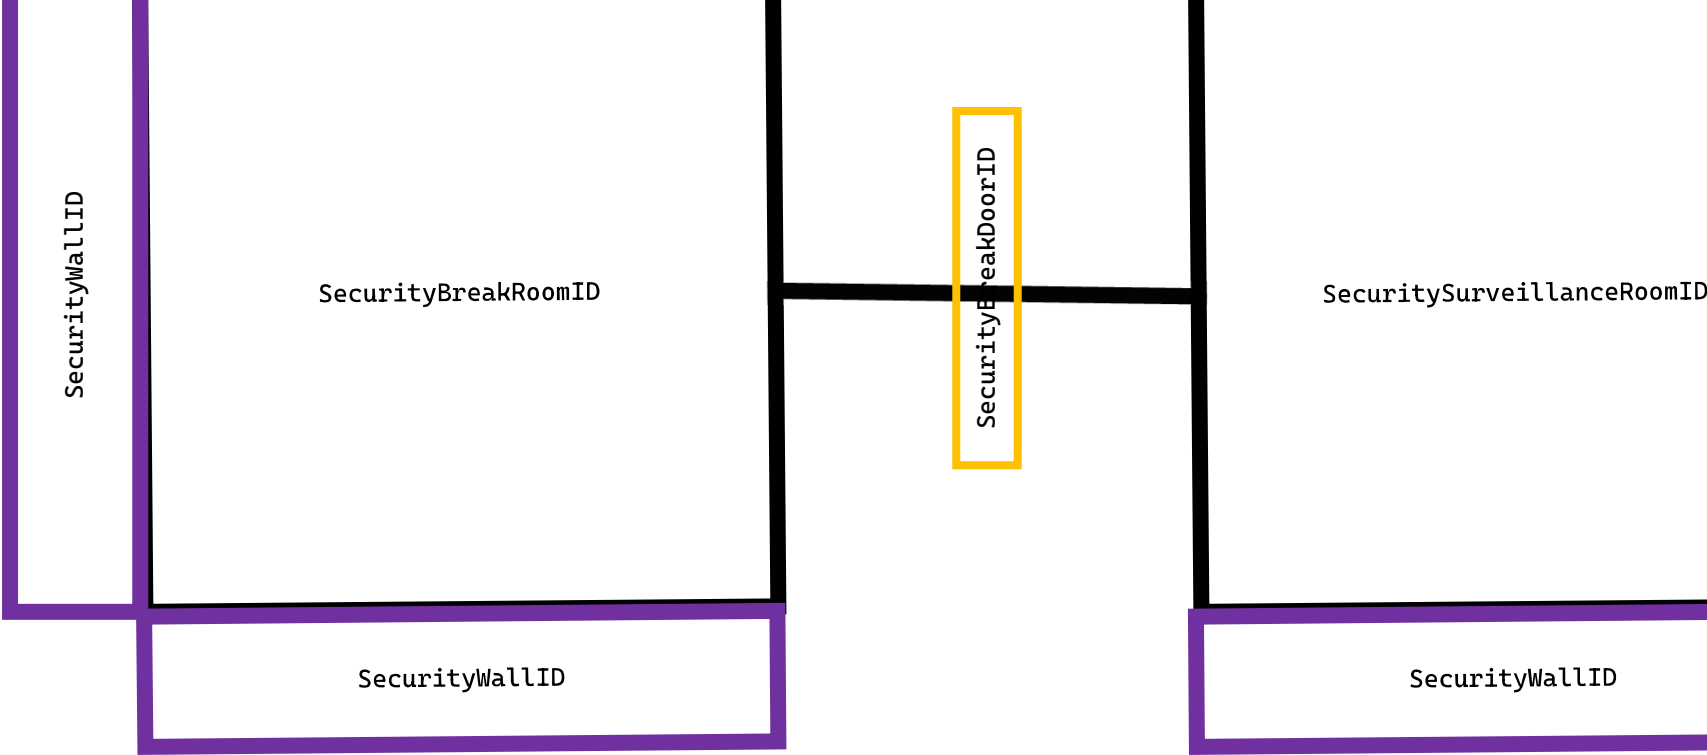 SecurityWallID
SecurityBreakRoomID
SecurityBreakDoorID
SecuritySurveillanceRoomID
SecurityWallID
SecurityWallID